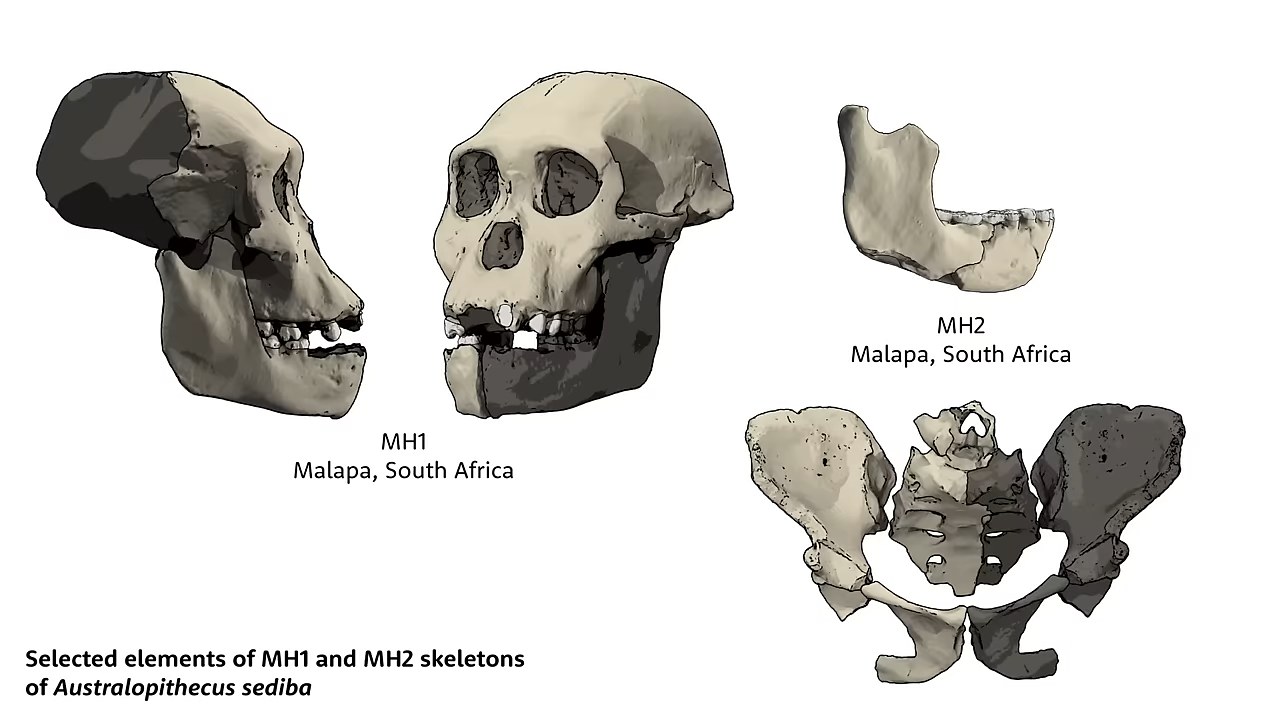 MH1
Malapa, South Africa
MH2
Malapa, South Africa
Selected elements of MH1 and MH2 skeletons
of Australopithecus sediba